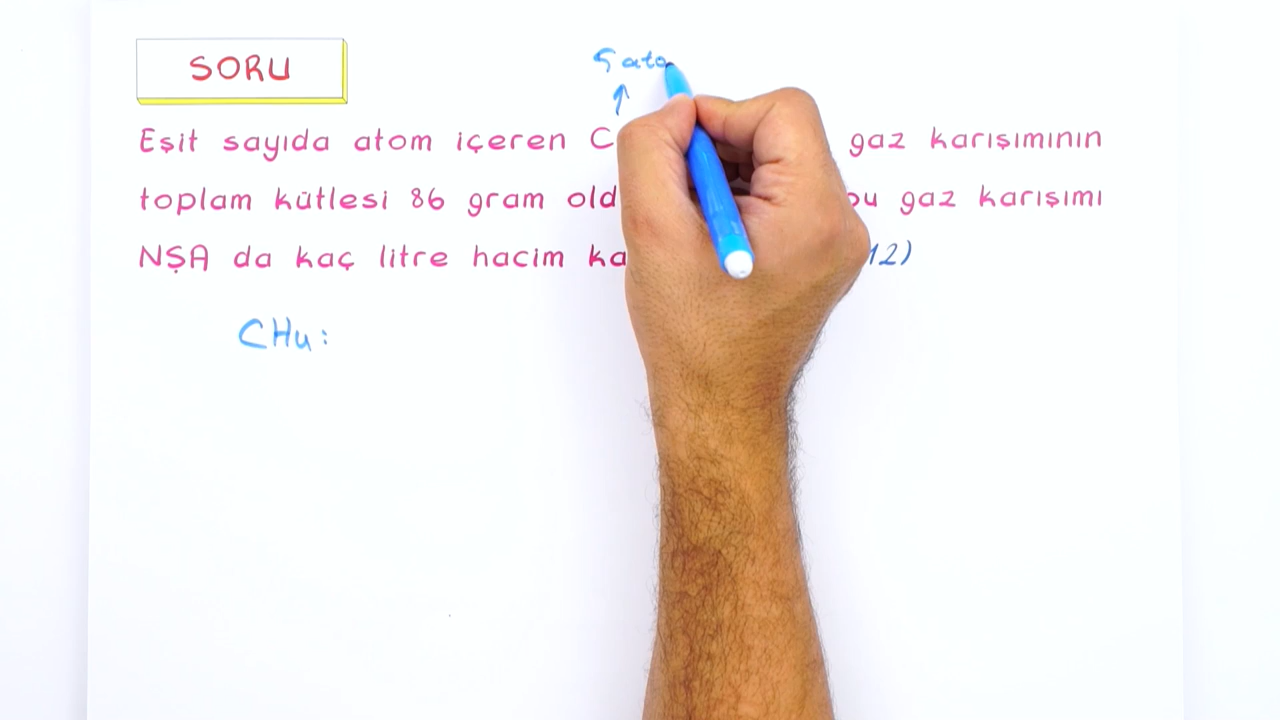 SORU
5 ato
Eşit sayıda atom içeren C gaz karışımının
toplam kütlesi 86 gram old bu gaz karışımı
NŞA da kaç litre hacim ka 12)
CH4: